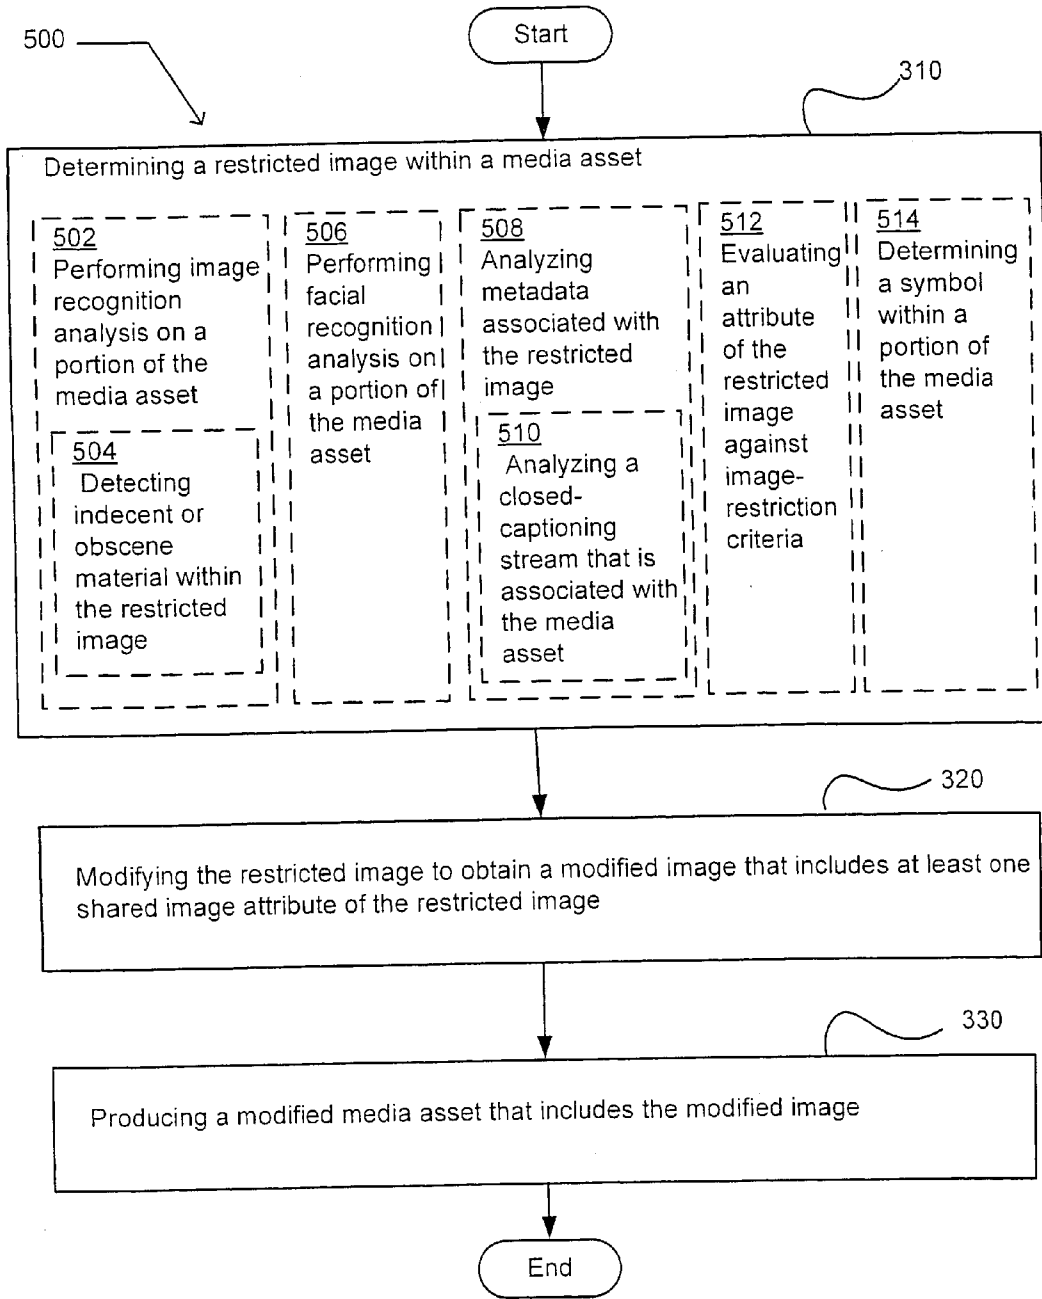 500
Start
310
Determining a restricted image within a media asset
502
Performing image
recognition
analysis on a
portion of the
media asset
504
Detecting
indecent or
obscene
material within
the restricted
image
506
Performing
facial
recognition
analysis on
a portion of
the media
asset
508
Analyzing
metadata
associated with
the restricted
image
510
Analyzing a
closed-
captioning
stream that is
associated with
the media
asset
512
Evaluating
an
attribute
of the
restricted
image
against
image-
restriction
criteria
514
Determining
a symbol
within a
portion of
the media
asset
320
Modifying the restricted image to obtain a modified image that includes at least one
shared image attribute of the restricted image
330
Producing a modified media asset that includes the modified image
End